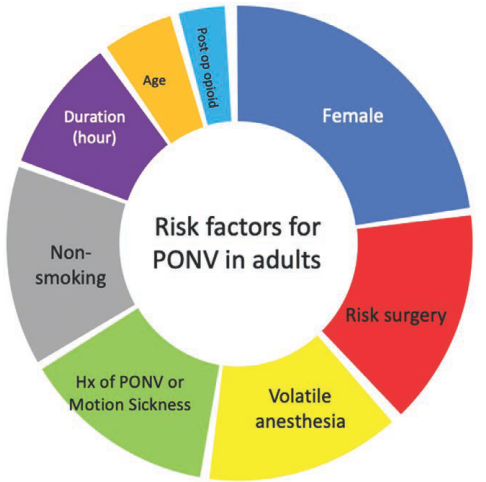 Risk factors for
PONV in adults
Female
Risk surgery
Volatile
anesthesia
Hx of PONV or
Motion Sickness
Non-
smoking
Duration
(hour)
Age
Post op opioid